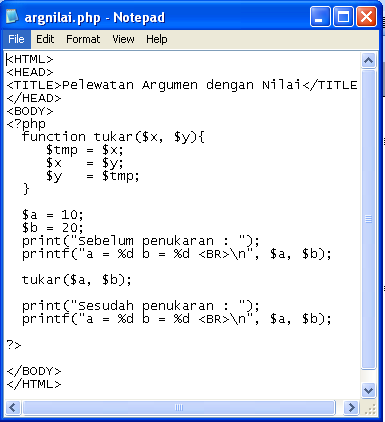 argnilai.php - Notepad
File Edit Format View Help
<HTML>
<HEAD>
<TITLE>Pelewatan Argumen dengan Nilai</TITLE
</HEAD>
<BODY>
<?php
  function tukar($x, $y){
     $tmp = $x;
     $x   = $y;
     $y   = $tmp;
  }

  $a = 10;
  $b = 20;
  print("Sebelum penukaran : ");
  printf("a = %d b = %d <BR>\n", $a, $b);

  tukar($a, $b);

  print("Sesudah penukaran : ");
  printf("a = %d b = %d <BR>\n", $a, $b);

?>

</BODY>
</HTML>